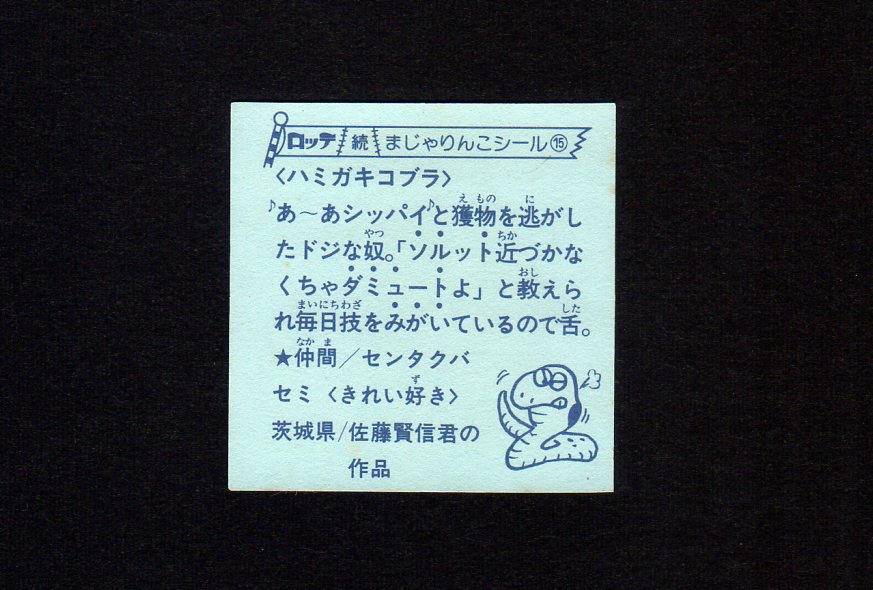 ロッテ 続 まじゃりんこシール⑮
〈ハミガキコブラ〉
♪あ～あシッパイ♪と獲物を逃がし
たドジな奴。「ソルット近づかな
くちゃダミュートよ」と教えら
れ毎日技をみがいているので舌。
★仲間／センタクバ
セミ〈きれい好き〉
茨城県/佐藤賢信君の
作品